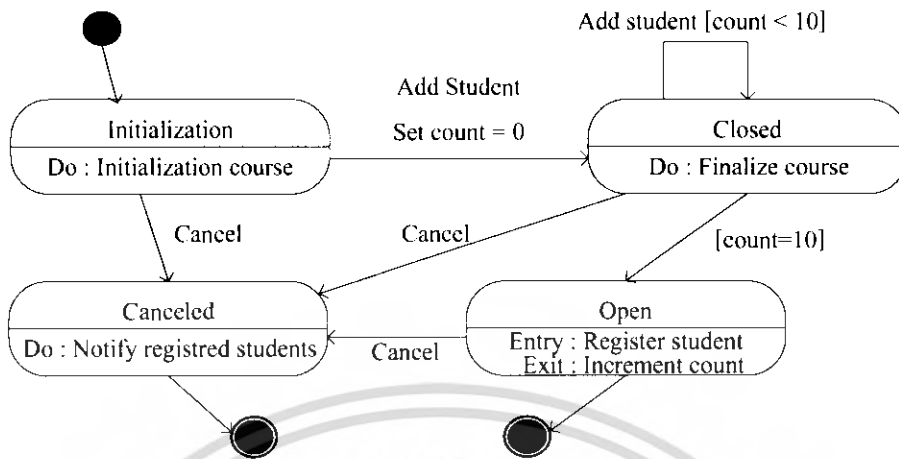 Add student [count < 10]
Add Student
Set count = 0
Initialization
Do : Initialization course
Closed
Do : Finalize course
Cancel
Cancel
[count=10]
Canceled
Do : Notify registred students
Cancel
Open
Entry : Register student
Exit : Increment count